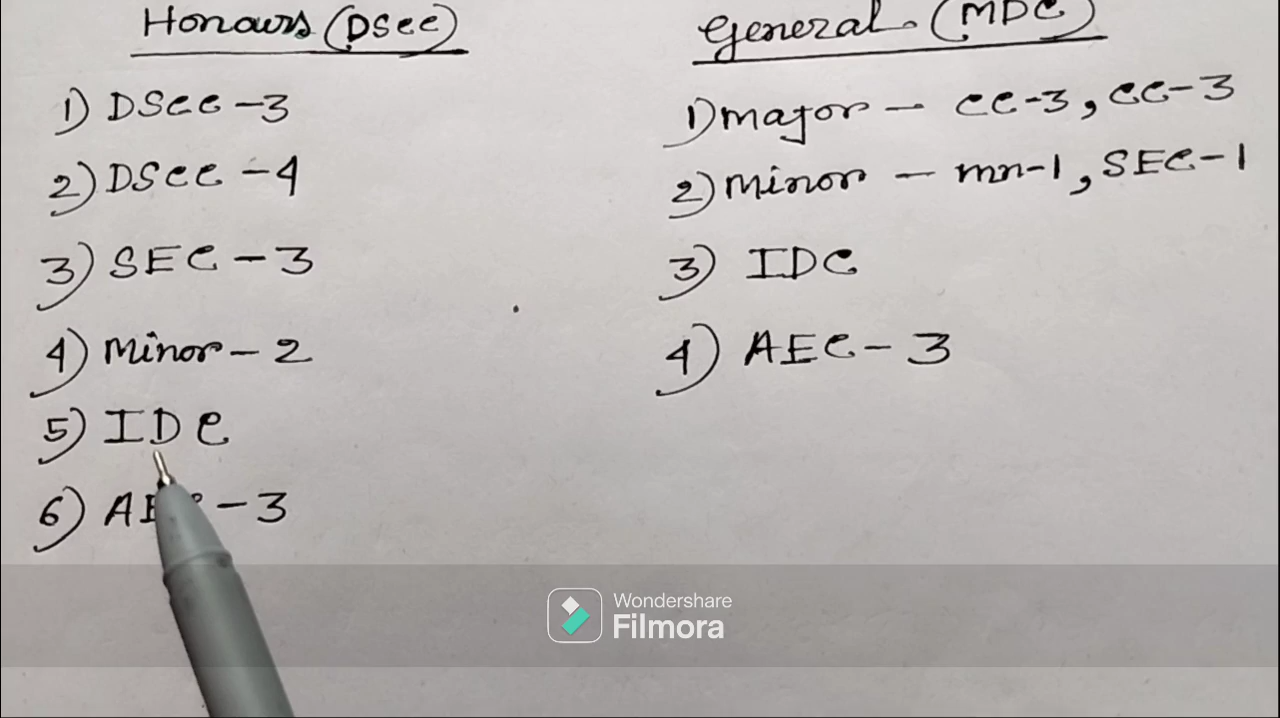 Honours (DSCC)
1) DSCC-3
2) DSCC-4
3) SEC-3
4) Minor-2
5) IDC
6) AEC-3
General (MDC)
1) major - CC-3, CC-3
2) Minor - mn-1, SEC-1
3) IDC
4) AEC-3
Wondershare
Filmora